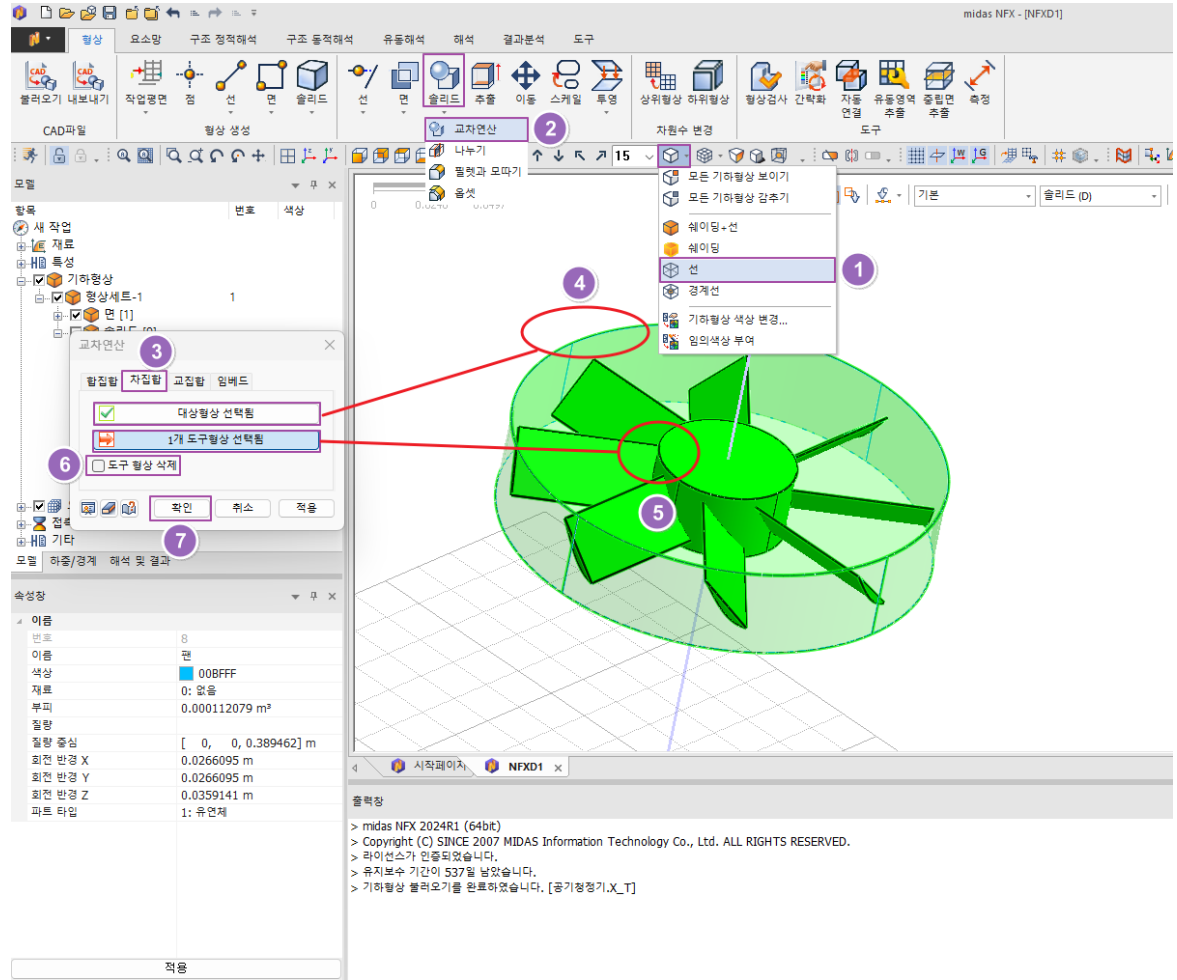 midas NFX - [NFXD1]
형상 요소망 구조 정적해석 구조 동적해석 유동해석 해석 결과분석 도구
CAD CAD
불러오기 내보내기 작업평면 점 선 면 솔리드 선 면 솔리드 추출 이동 스케일 투영 상위형상 하위형상 형상검사 간략화 자동 연결 유동영역 추출 중립면 추출 측정
CAD파일 형상 생성 차원수 변경 도구
교차연산
2
나누기
필렛과 모따기
옵셋
15
모든 기하형상 보이기
모든 기하형상 감추기
쉐이딩+선
쉐이딩
선
1
경계선
기하형상 색상 변경...
임의색상 부여
기본
솔리드 (D)
모델
항목 번호 색상
새 작업
재료
특성
기하형상
형상세트-1 1
면 [1]
0
4
5
교차연산
3
합집합 차집합 교집합 임베드
대상형상 선택됨
1개 도구형상 선택됨
6
도구 형상 삭제
확인 취소 적용
7
기타
모델 하중/경계 해석 및 결과
속성창
이름
번호 8
이름 팬
색상 00BFFF
재료 0: 없음
부피 0.000112079 m³
질량
질량 중심 [ 0, 0, 0.389462] m
회전 반경 X 0.0266095 m
회전 반경 Y 0.0266095 m
회전 반경 Z 0.0359141 m
파트 타입 1: 유연체
적용
시작페이지 NFXD1
출력창
> midas NFX 2024R1 (64bit)
> Copyright (C) SINCE 2007 MIDAS Information Technology Co., Ltd. ALL RIGHTS RESERVED.
> 라이선스가 인증되었습니다.
> 유지보수 기간이 537일 남았습니다.
> 기하형상 불러오기를 완료하였습니다. [공기청정기.X_T]